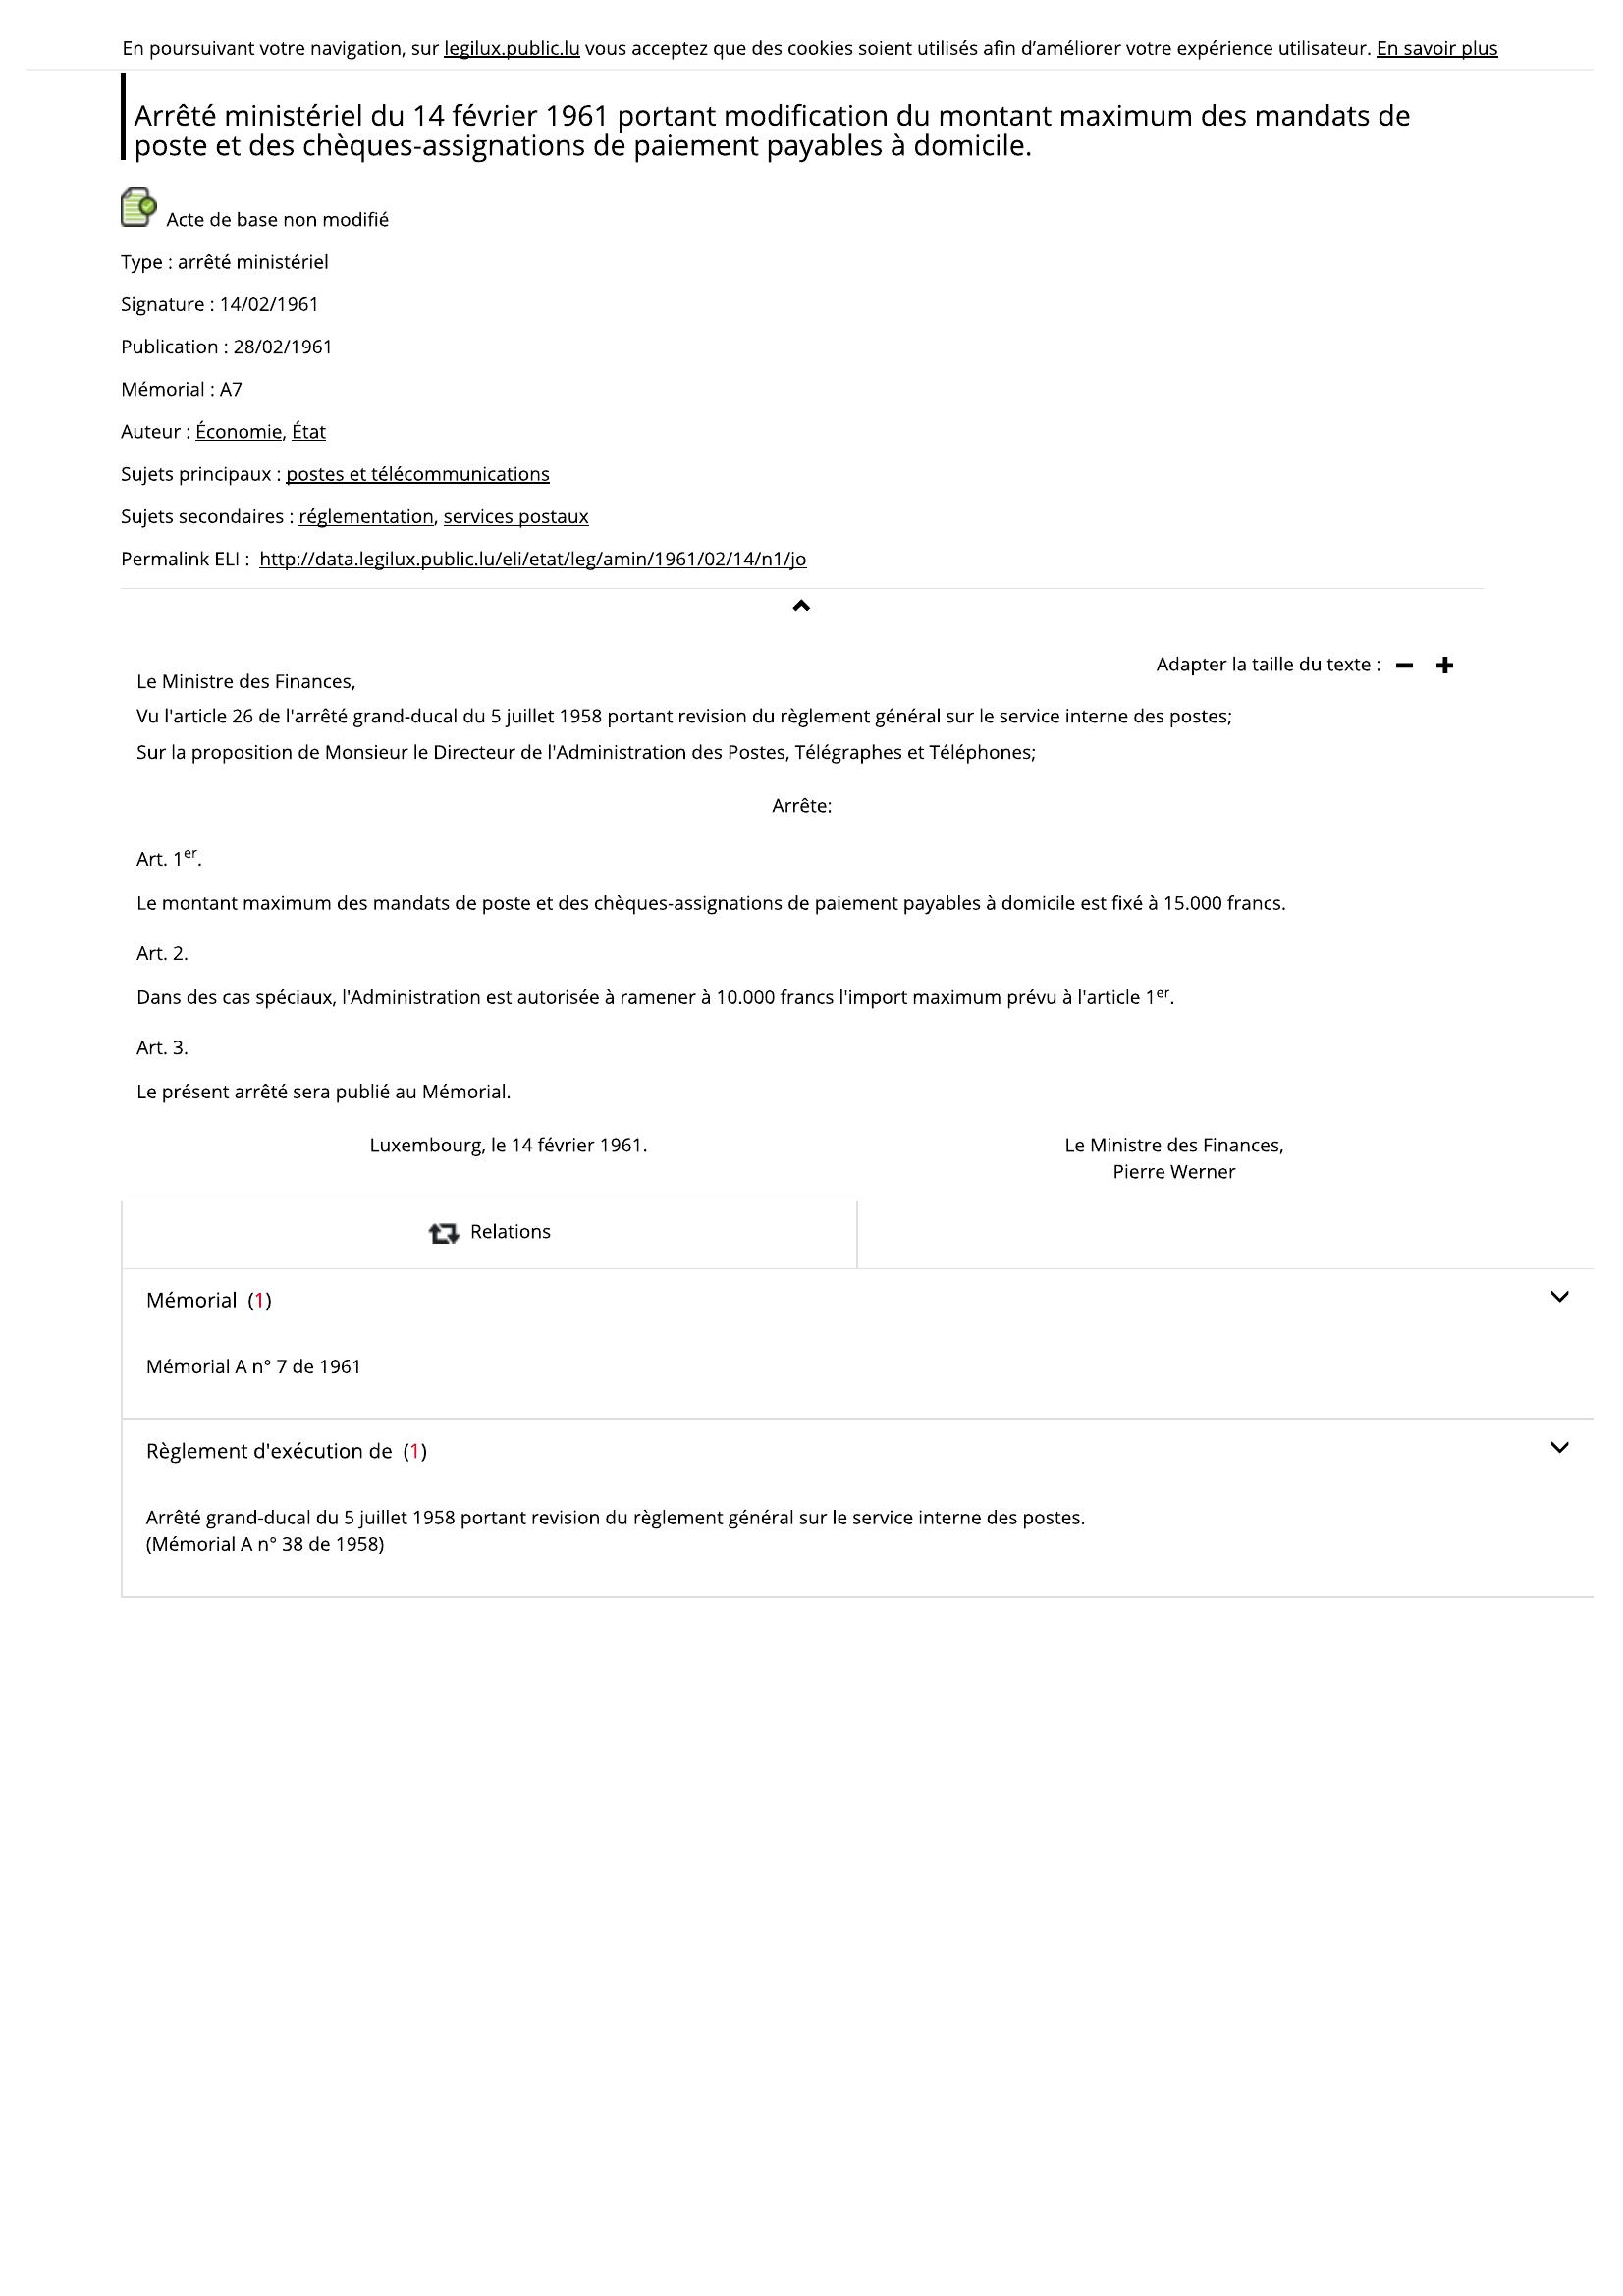 En poursuivant votre navigation, sur legilux.public.lu vous acceptez que des cookies soient utilisés afin d’améliorer votre expérience utilisateur. En savoir plus
Arrêté ministériel du 14 février 1961 portant modification du montant maximum des mandats de
poste et des chèques-assignations de paiement payables à domicile.
Acte de base non modifié
Type : arrêté ministériel
Signature : 14/02/1961
Publication : 28/02/1961
Mémorial : A7
Auteur : Économie, État
Sujets principaux : postes et télécommunications
Sujets secondaires : réglementation, services postaux
Permalink ELI : http://data.legilux.public.lu/eli/etat/leg/amin/1961/02/14/n1/jo
Adapter la taille du texte :
Le Ministre des Finances,
Vu l'article 26 de l'arrêté grand-ducal du 5 juillet 1958 portant revision du règlement général sur le service interne des postes;
Sur la proposition de Monsieur le Directeur de l'Administration des Postes, Télégraphes et Téléphones;
Arrête:
Art. 1er.
Le montant maximum des mandats de poste et des chèques-assignations de paiement payables à domicile est fixé à 15.000 francs.
Art. 2.
Dans des cas spéciaux, l'Administration est autorisée à ramener à 10.000 francs l'import maximum prévu à l'article 1er.
Art. 3.
Le présent arrêté sera publié au Mémorial.
Luxembourg, le 14 février 1961.
Le Ministre des Finances,
Pierre Werner
Relations
Mémorial (1)
Mémorial A n° 7 de 1961
Règlement d'exécution de (1)
Arrêté grand-ducal du 5 juillet 1958 portant revision du règlement général sur le service interne des postes.
(Mémorial A n° 38 de 1958)